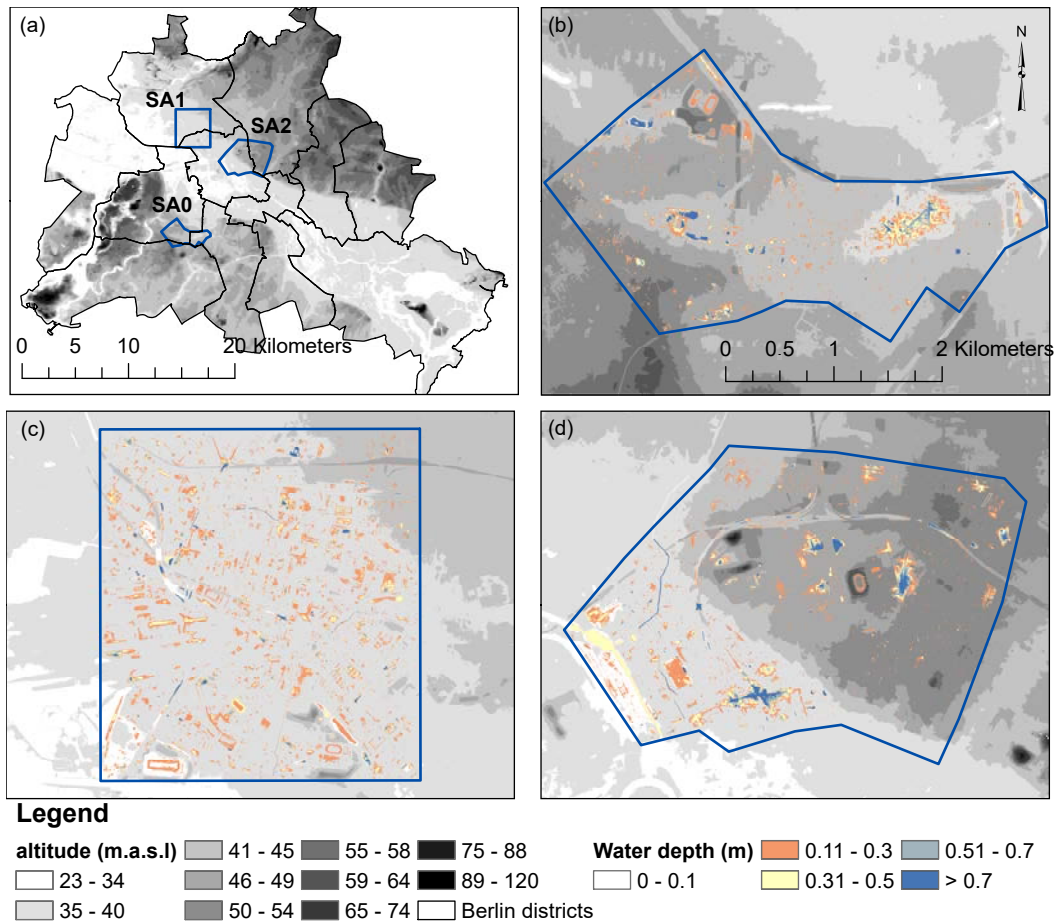 (a)
SA1
SA2
SA0
0 5 10 20 Kilometers
(b)
N
0 0.5 1 2 Kilometers
(c)
(d)
Legend
altitude (m.a.s.l)
23 - 34
35 - 40
41 - 45
46 - 49
50 - 54
55 - 58
59 - 64
65 - 74
75 - 88
89 - 120
Berlin districts
Water depth (m)
0 - 0.1
0.11 - 0.3
0.31 - 0.5
0.51 - 0.7
> 0.7